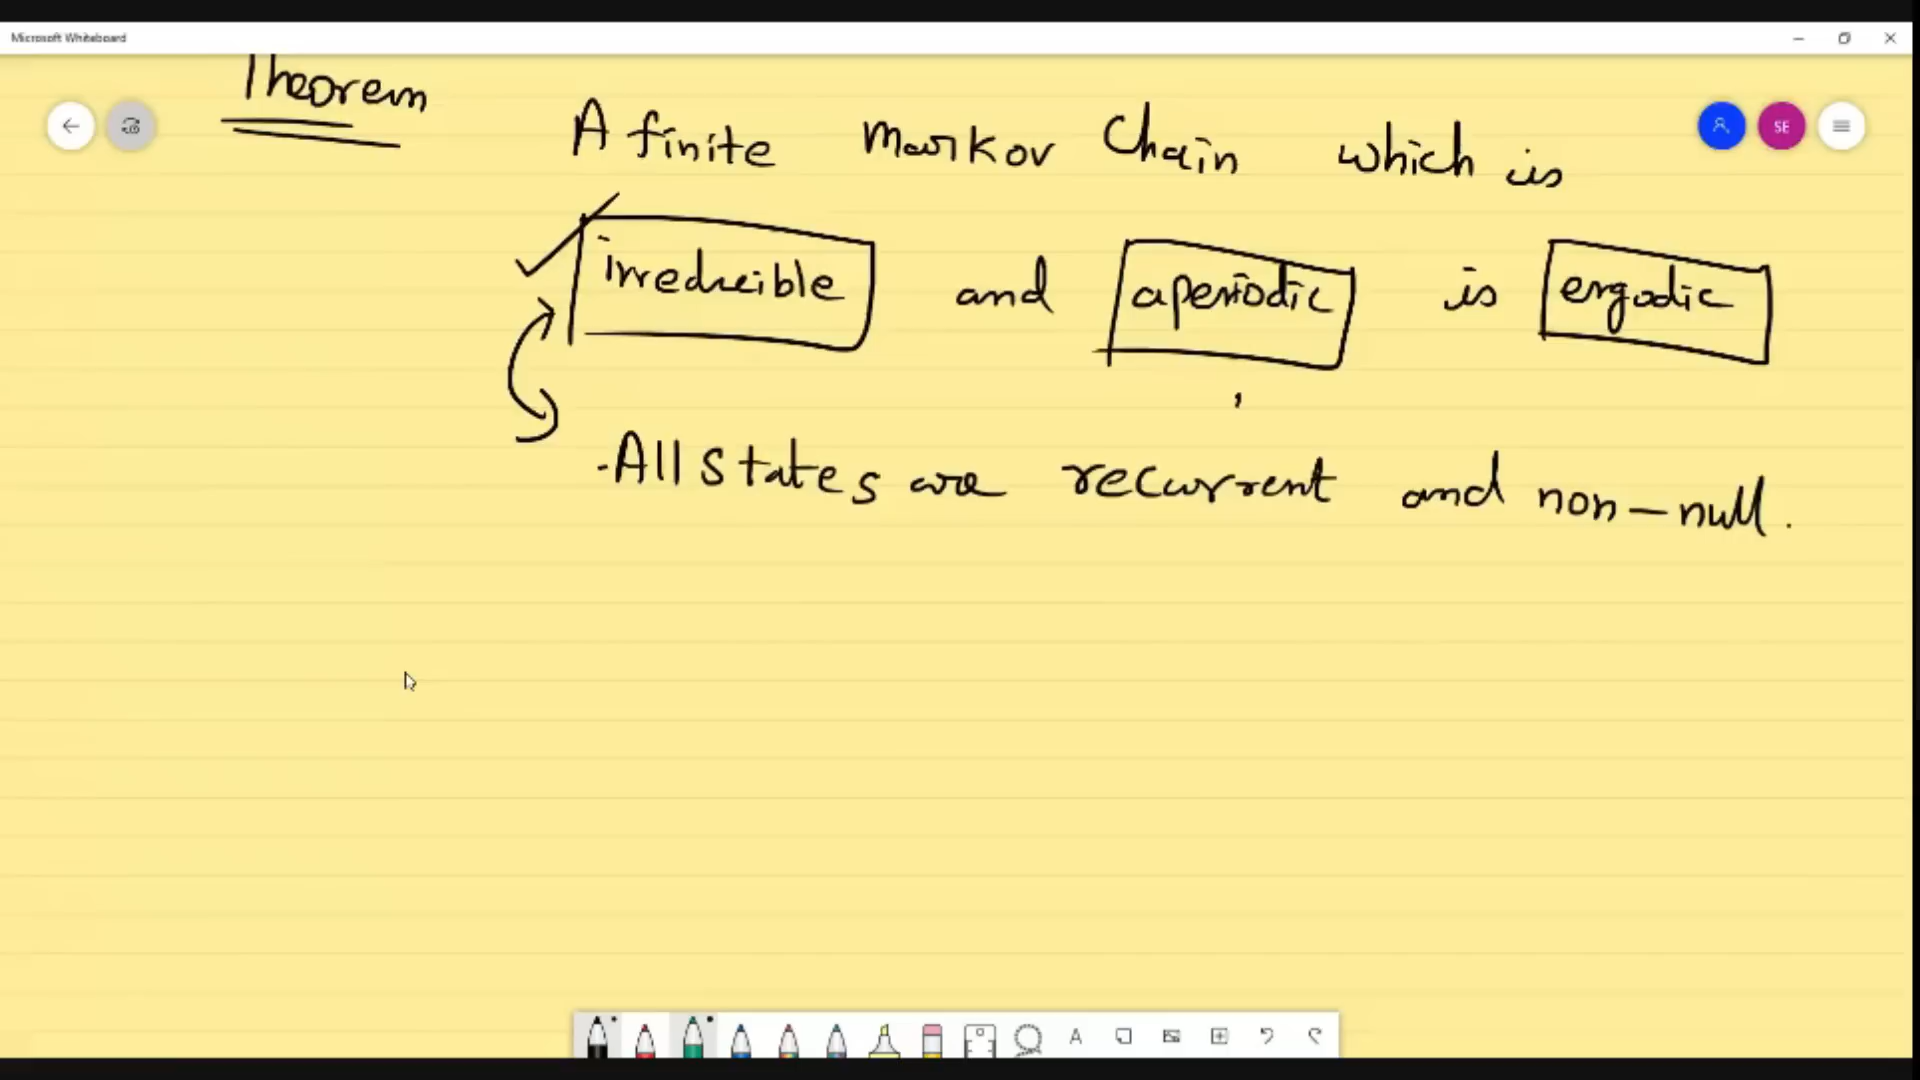 Microsoft Whiteboard
Theorem
A finite Markov Chain which is
irreducible and aperiodic is ergodic
SE
- All states are recurrent and non-null.
A